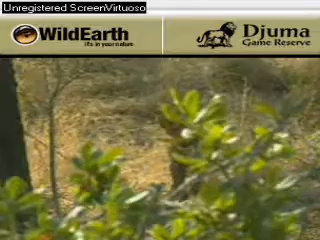 Unregistered ScreenVirtuoso
WildEarth
life in your nature
Djuma
Game Reserve